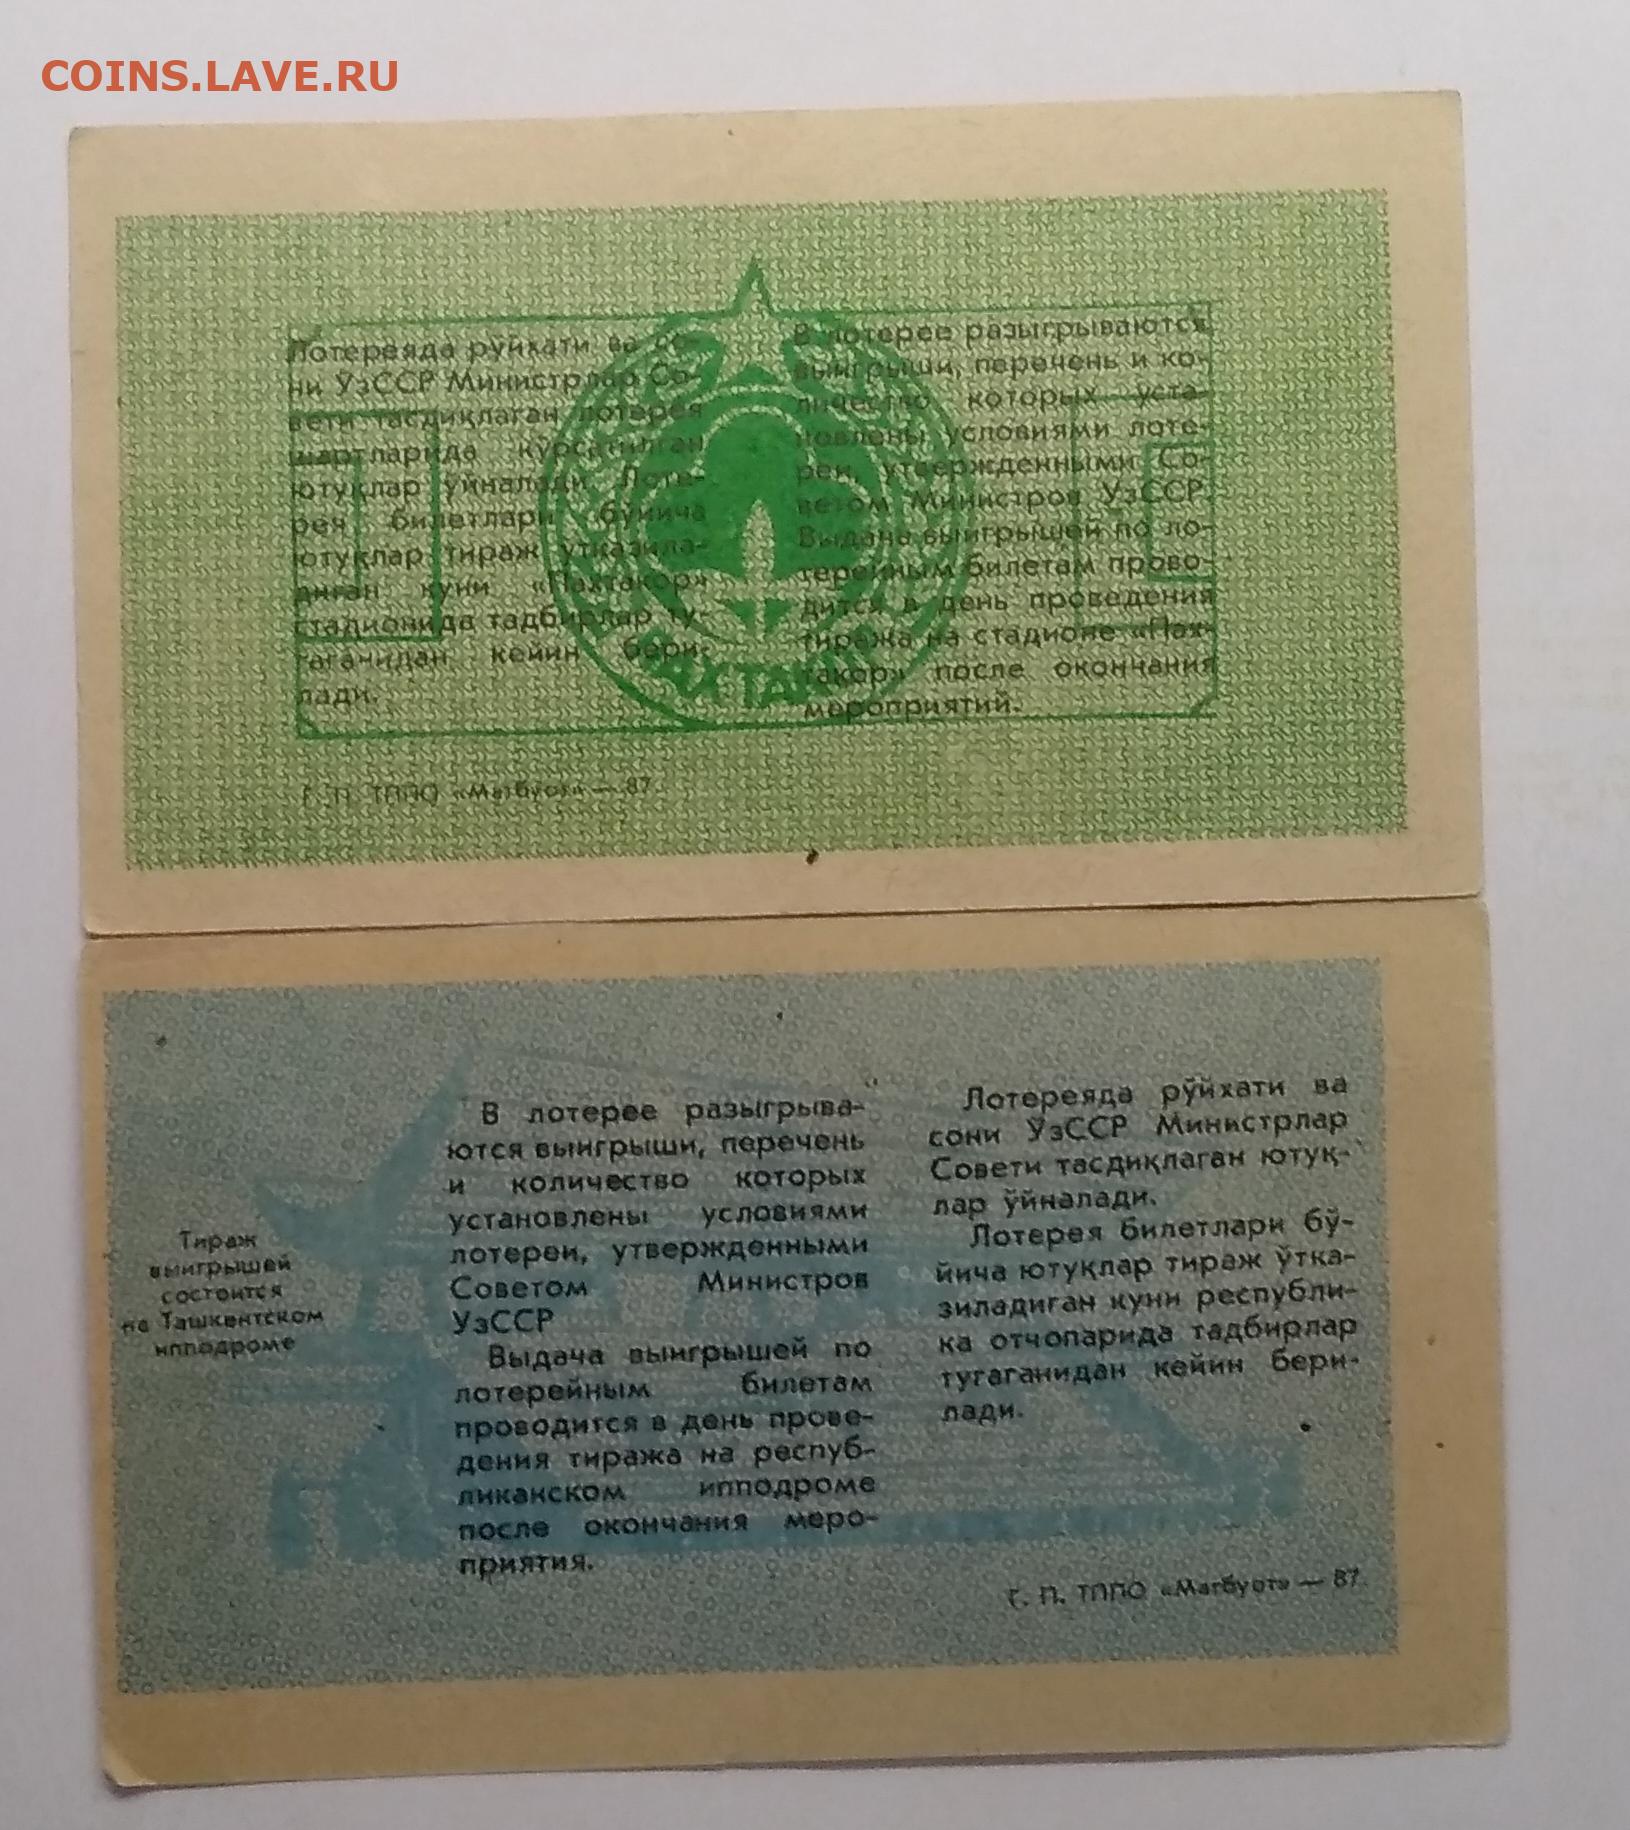 COINS.LAVE.RU
Лотереяда рўйхати ва со-
ни УзССР Министрлар Со-
вети тасдиқлаган лотерея
шартларида кўрсатилган
ютуқлар ўйналади. Лоте-
рея билетлари бўйича
ютуқлар тираж ўтказила-
диган куни «Пахтакор»
стадионида тадбирлар ту-
гаганидан кейин бери-
лади.
В лотерее разыгрываются
выигрыши, перечень и ко-
личество которых уста-
новлены условиями лоте-
реи, утвержденными Со-
ветом Министров УзССР.
Выдача выигрышей по ло-
терейным билетам прово-
дится в день проведения
тиража на стадионе «Пах-
такор» после окончания
мероприятий.
ПАХТАКОР
Г. П. ТППО «Матбуот» — 87
Тираж
выигрышей
состоится
на Ташкентском
ипподроме
В лотерее разыгрыва-
ются выигрыши, перечень
и количество которых
установлены условиями
лотереи, утвержденными
Советом Министров
УзССР
Выдача выигрышей по
лотерейным билетам
проводится в день прове-
дения тиража на респуб-
ликанском ипподроме
после окончания меро-
приятия.
Лотереяда рўйхати ва
сони УзССР Министрлар
Совети тасдиқлаган ютуқ-
лар ўйналади.
Лотерея билетлари бў-
йича ютуқлар тираж ўтка-
зиладиган куни республи-
ка отчопарида тадбирлар
тугаганидан кейин бери-
лади.
Г. П. ТППО «Матбуот» — 87.